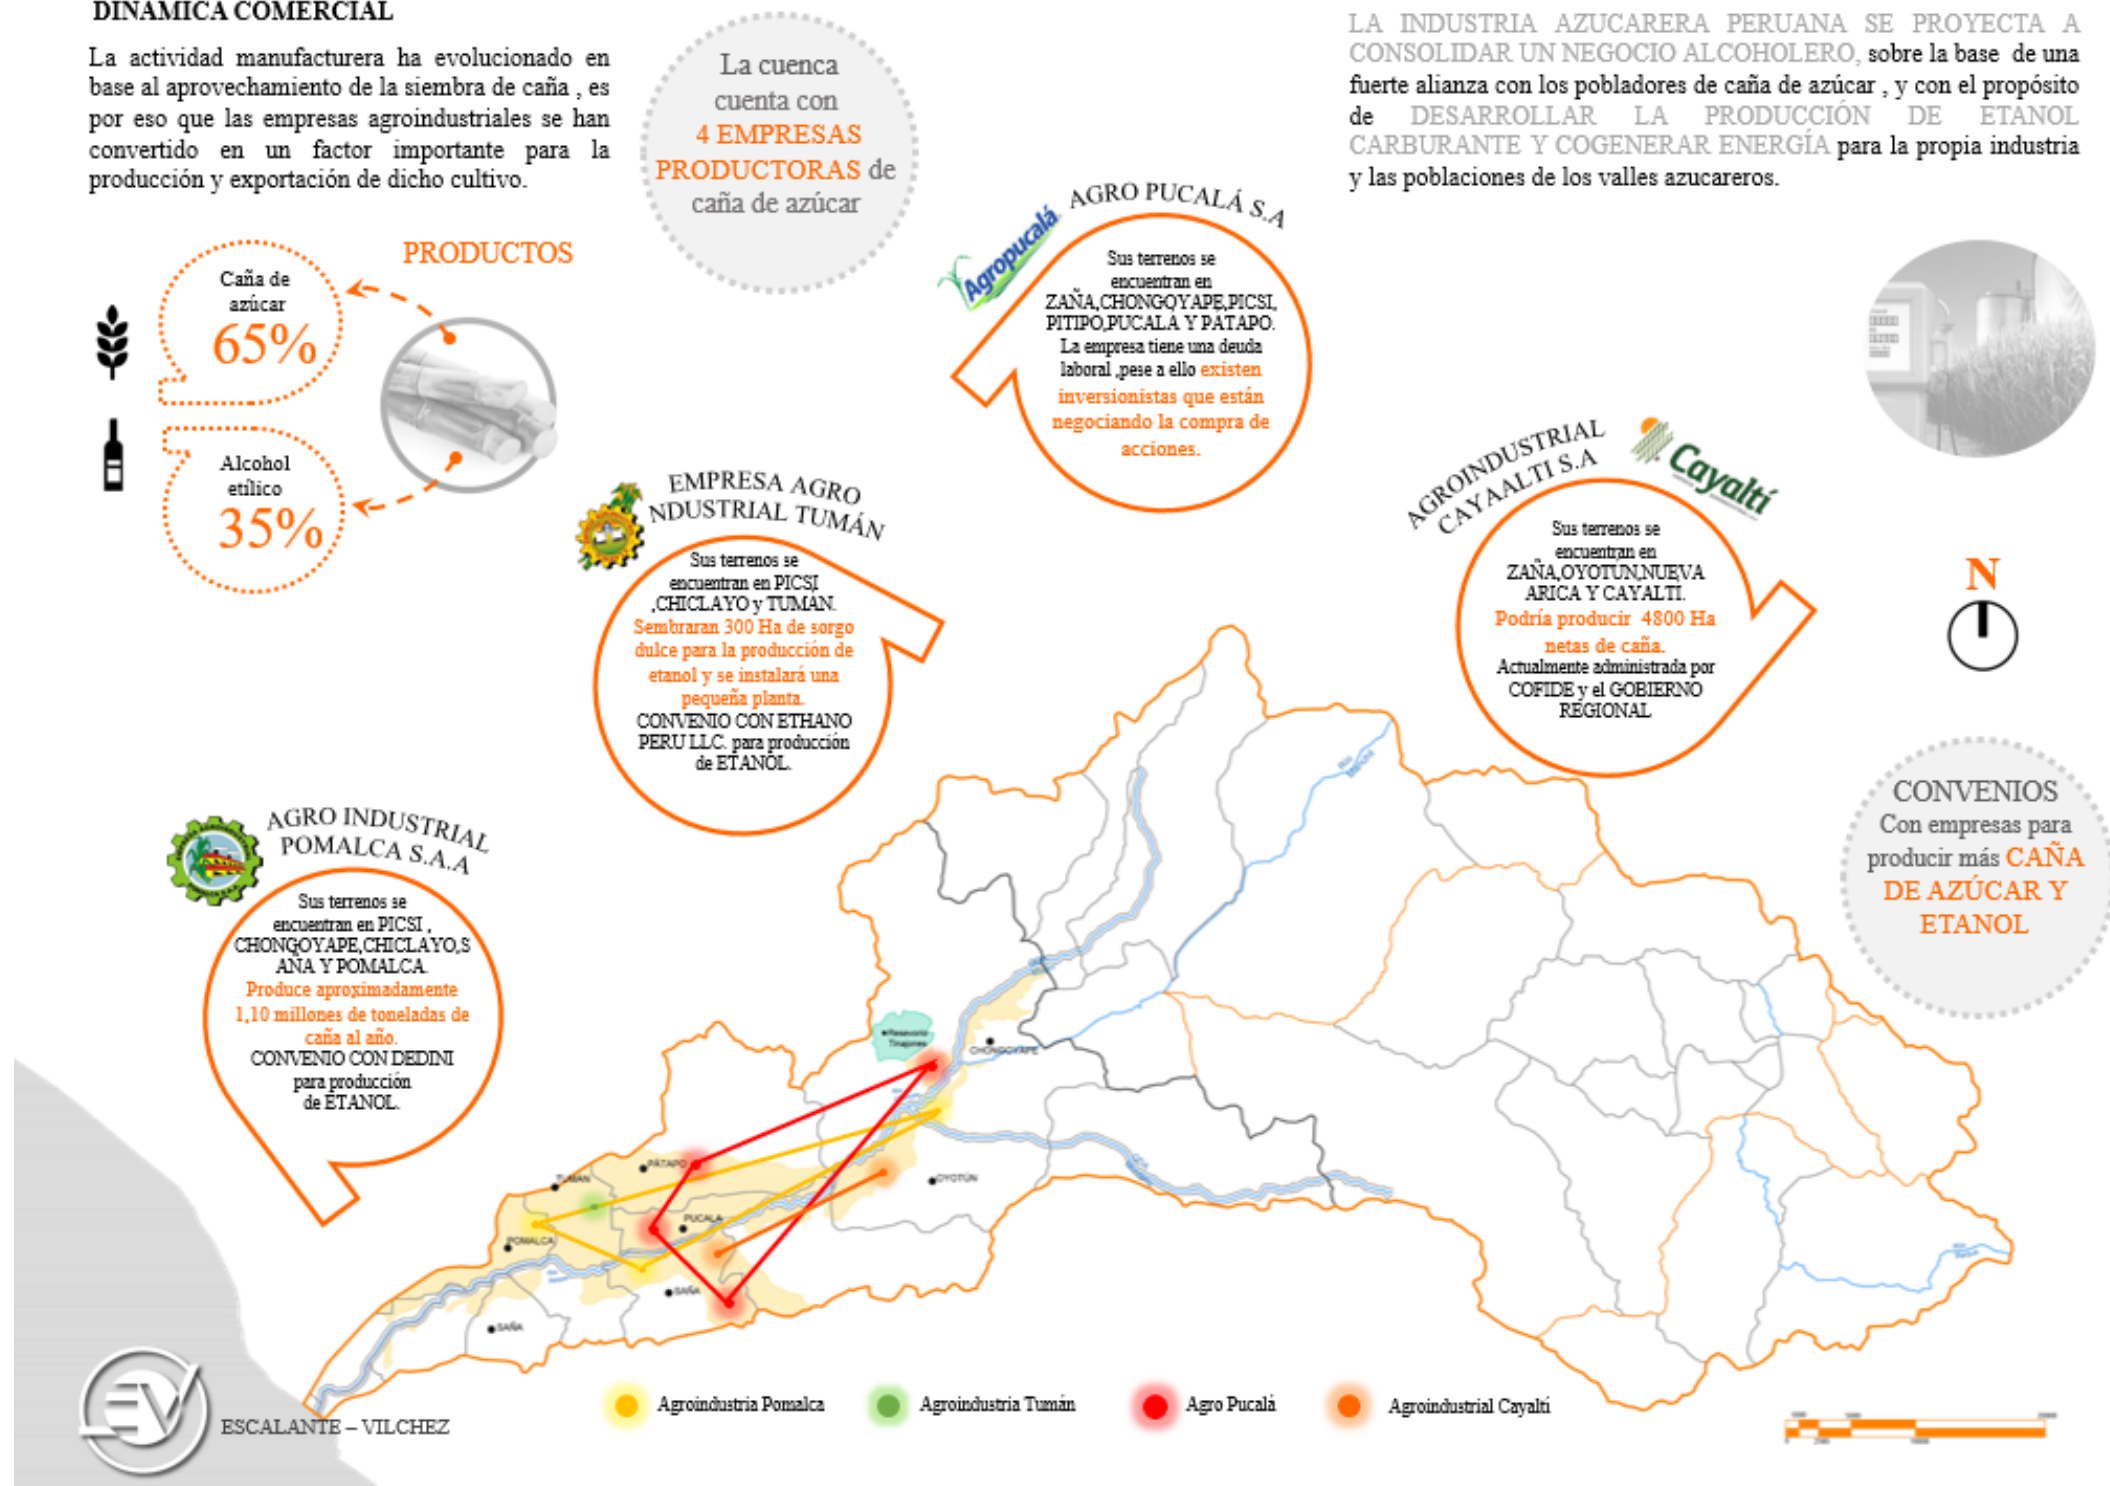 DINÁMICA COMERCIAL
La actividad manufacturera ha evolucionado en
base al aprovechamiento de la siembra de caña , es
por eso que las empresas agroindustriales se han
convertido en un factor importante para la
producción y exportación de dicho cultivo.
La cuenca
cuenta con
4 EMPRESAS
PRODUCTORAS de
caña de azúcar
LA INDUSTRIA AZUCARERA PERUANA SE PROYECTA A
CONSOLIDAR UN NEGOCIO ALCOHOLERO, sobre la base de una
fuerte alianza con los pobladores de caña de azúcar , y con el propósito
de DESARROLLAR LA PRODUCCIÓN DE ETANOL
CARBURANTE Y COGENERAR ENERGÍA para la propia industria
y las poblaciones de los valles azucareros.
PRODUCTOS
Caña de
azúcar
65%
Alcohol
etílico
35%
AGRO PUCALÁ S.A
Agropucalá
Sus terrenos se
encuentran en
ZAÑA,CHONGOYAPE,PICSI,
PITIPO,PUCALA Y PATAPO.
La empresa tiene una deuda
laboral ,pese a ello existen
inversionistas que están
negociando la compra de
acciones.
EMPRESA AGRO
NDUSTRIAL TUMÁN
Sus terrenos se
encuentran en PICSI
,CHICLAYO y TUMAN.
Sembraran 300 Ha de sorgo
dulce para la producción de
etanol y se instalará una
pequeña planta.
CONVENIO CON ETHANO
PERU LLC. para producción
de ETANOL.
AGROINDUSTRIAL
CAYAALTI S.A
Cayaltí
Sus terrenos se
encuentran en
ZAÑA,OYOTÚN,NUEVA
ARICA Y CAYALTI.
Podría producir 4800 Ha
netas de caña.
Actualmente administrada por
COFIDE y el GOBIERNO
REGIONAL
N
CONVENIOS
Con empresas para
producir más CAÑA
DE AZÚCAR Y
ETANOL
AGRO INDUSTRIAL
POMALCA S.A.A
Sus terrenos se
encuentran en PICSI ,
CHONGOYAPE,CHICLAYO,S
AÑA Y POMALCA.
Produce aproximadamente
1,10 millones de toneladas de
caña al año.
CONVENIO CON DEDINI
para producción
de ETANOL.
Reservorio
Tinajones
CHONGOYAPE
PÁTAPO
TUMAN
OYOTÚN
PUCALA
POMALCA
SAÑA
SAÑA
EV
ESCALANTE – VILCHEZ
Agroindustria Pomalca
Agroindustria Tumán
Agro Pucalá
Agroindustrial Cayaltí